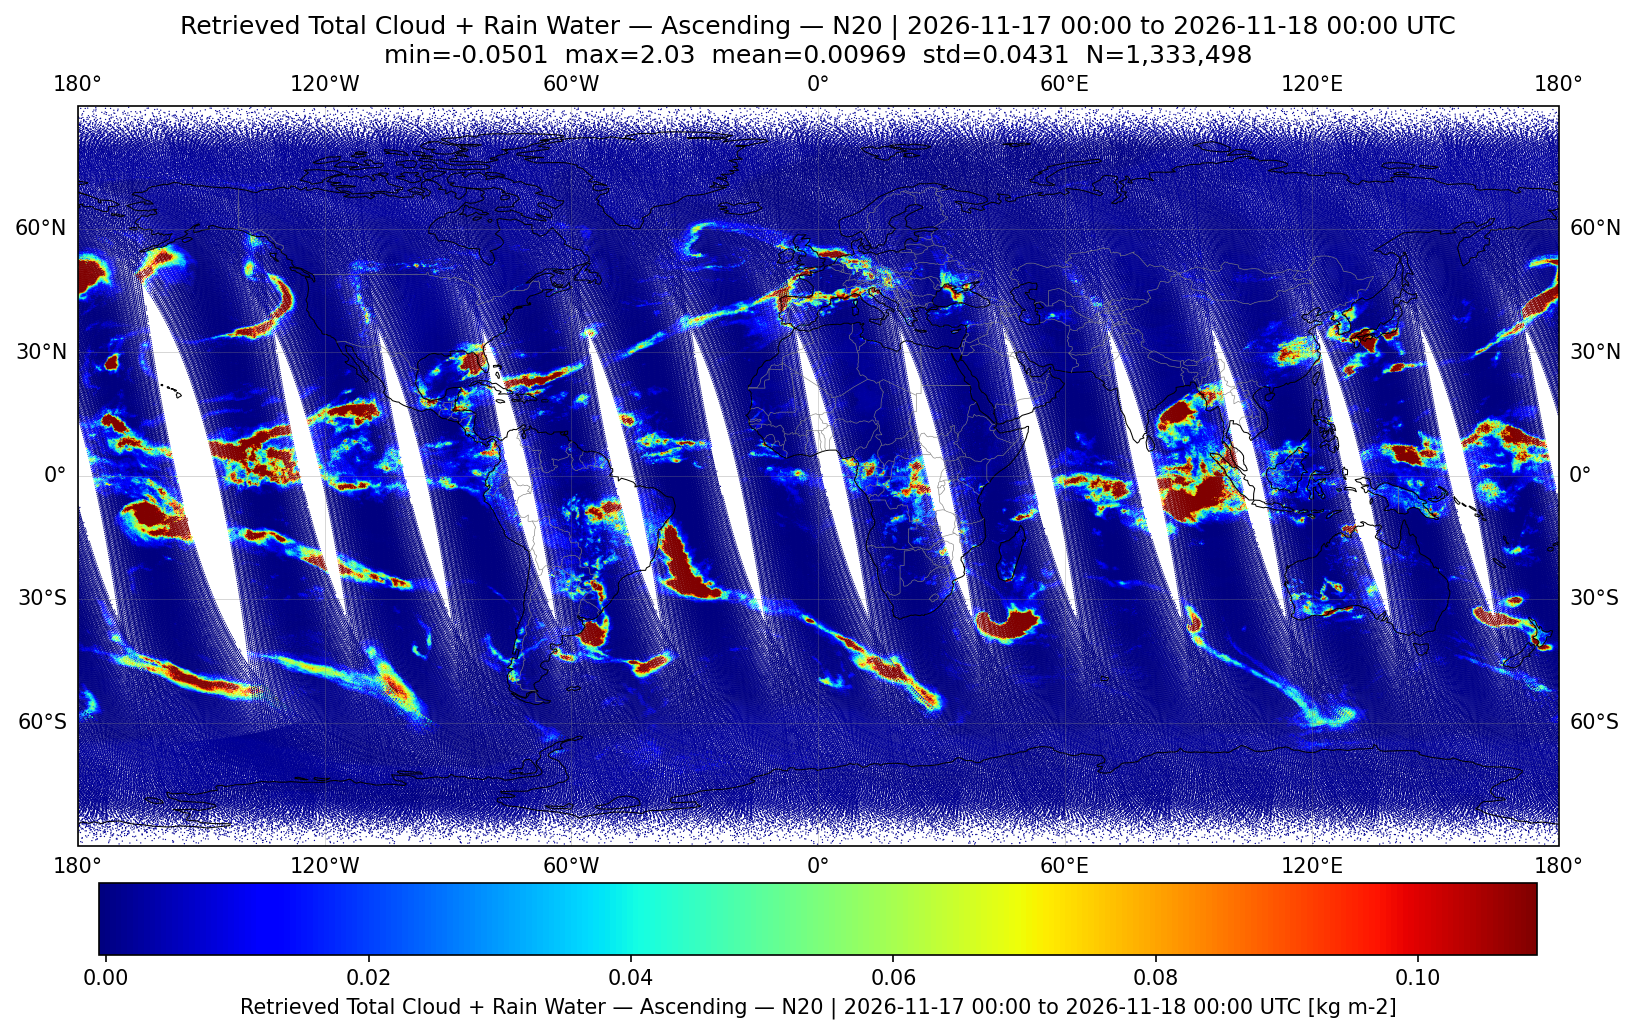 Retrieved Total Cloud + Rain Water — Ascending — N20 | 2026-11-17 00:00 to 2026-11-18 00:00 UTC
min=-0.0501 max=2.03 mean=0.00969 std=0.0431 N=1,333,498
180° 120°W 60°W 0° 60°E 120°E 180°
60°N 60°N
30°N 30°N
0° 0°
30°S 30°S
60°S 60°S
180° 120°W 60°W 0° 60°E 120°E 180°
0.00 0.02 0.04 0.06 0.08 0.10
Retrieved Total Cloud + Rain Water — Ascending — N20 | 2026-11-17 00:00 to 2026-11-18 00:00 UTC [kg m-2]